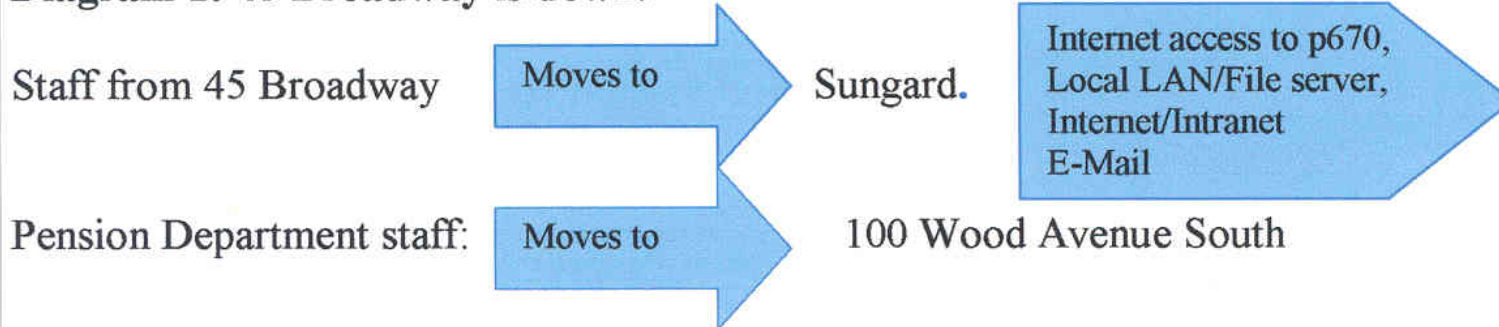 Staff from 45 Broadway
Moves to
Sungard.
Internet access to p670,
Local LAN/File server,
Internet/Intranet
E-Mail
Pension Department staff:
Moves to
100 Wood Avenue South